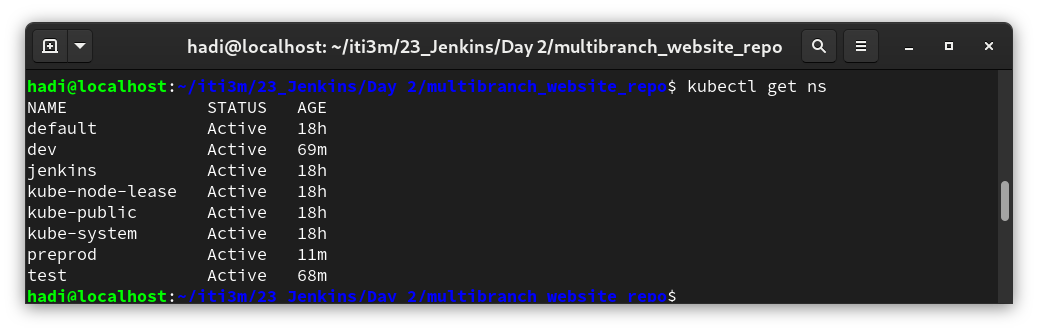 hadi@localhost: ~/iti3m/23_Jenkins/Day 2/multibranch_website_repo
hadi@localhost:~/iti3m/23_Jenkins/Day 2/multibranch_website_repo$ kubectl get ns
NAME              STATUS   AGE
default           Active   18h
dev               Active   69m
jenkins           Active   18h
kube-node-lease   Active   18h
kube-public       Active   18h
kube-system       Active   18h
preprod           Active   11m
test              Active   68m
hadi@localhost:~/iti3m/23_Jenkins/Day 2/multibranch_website_repo$